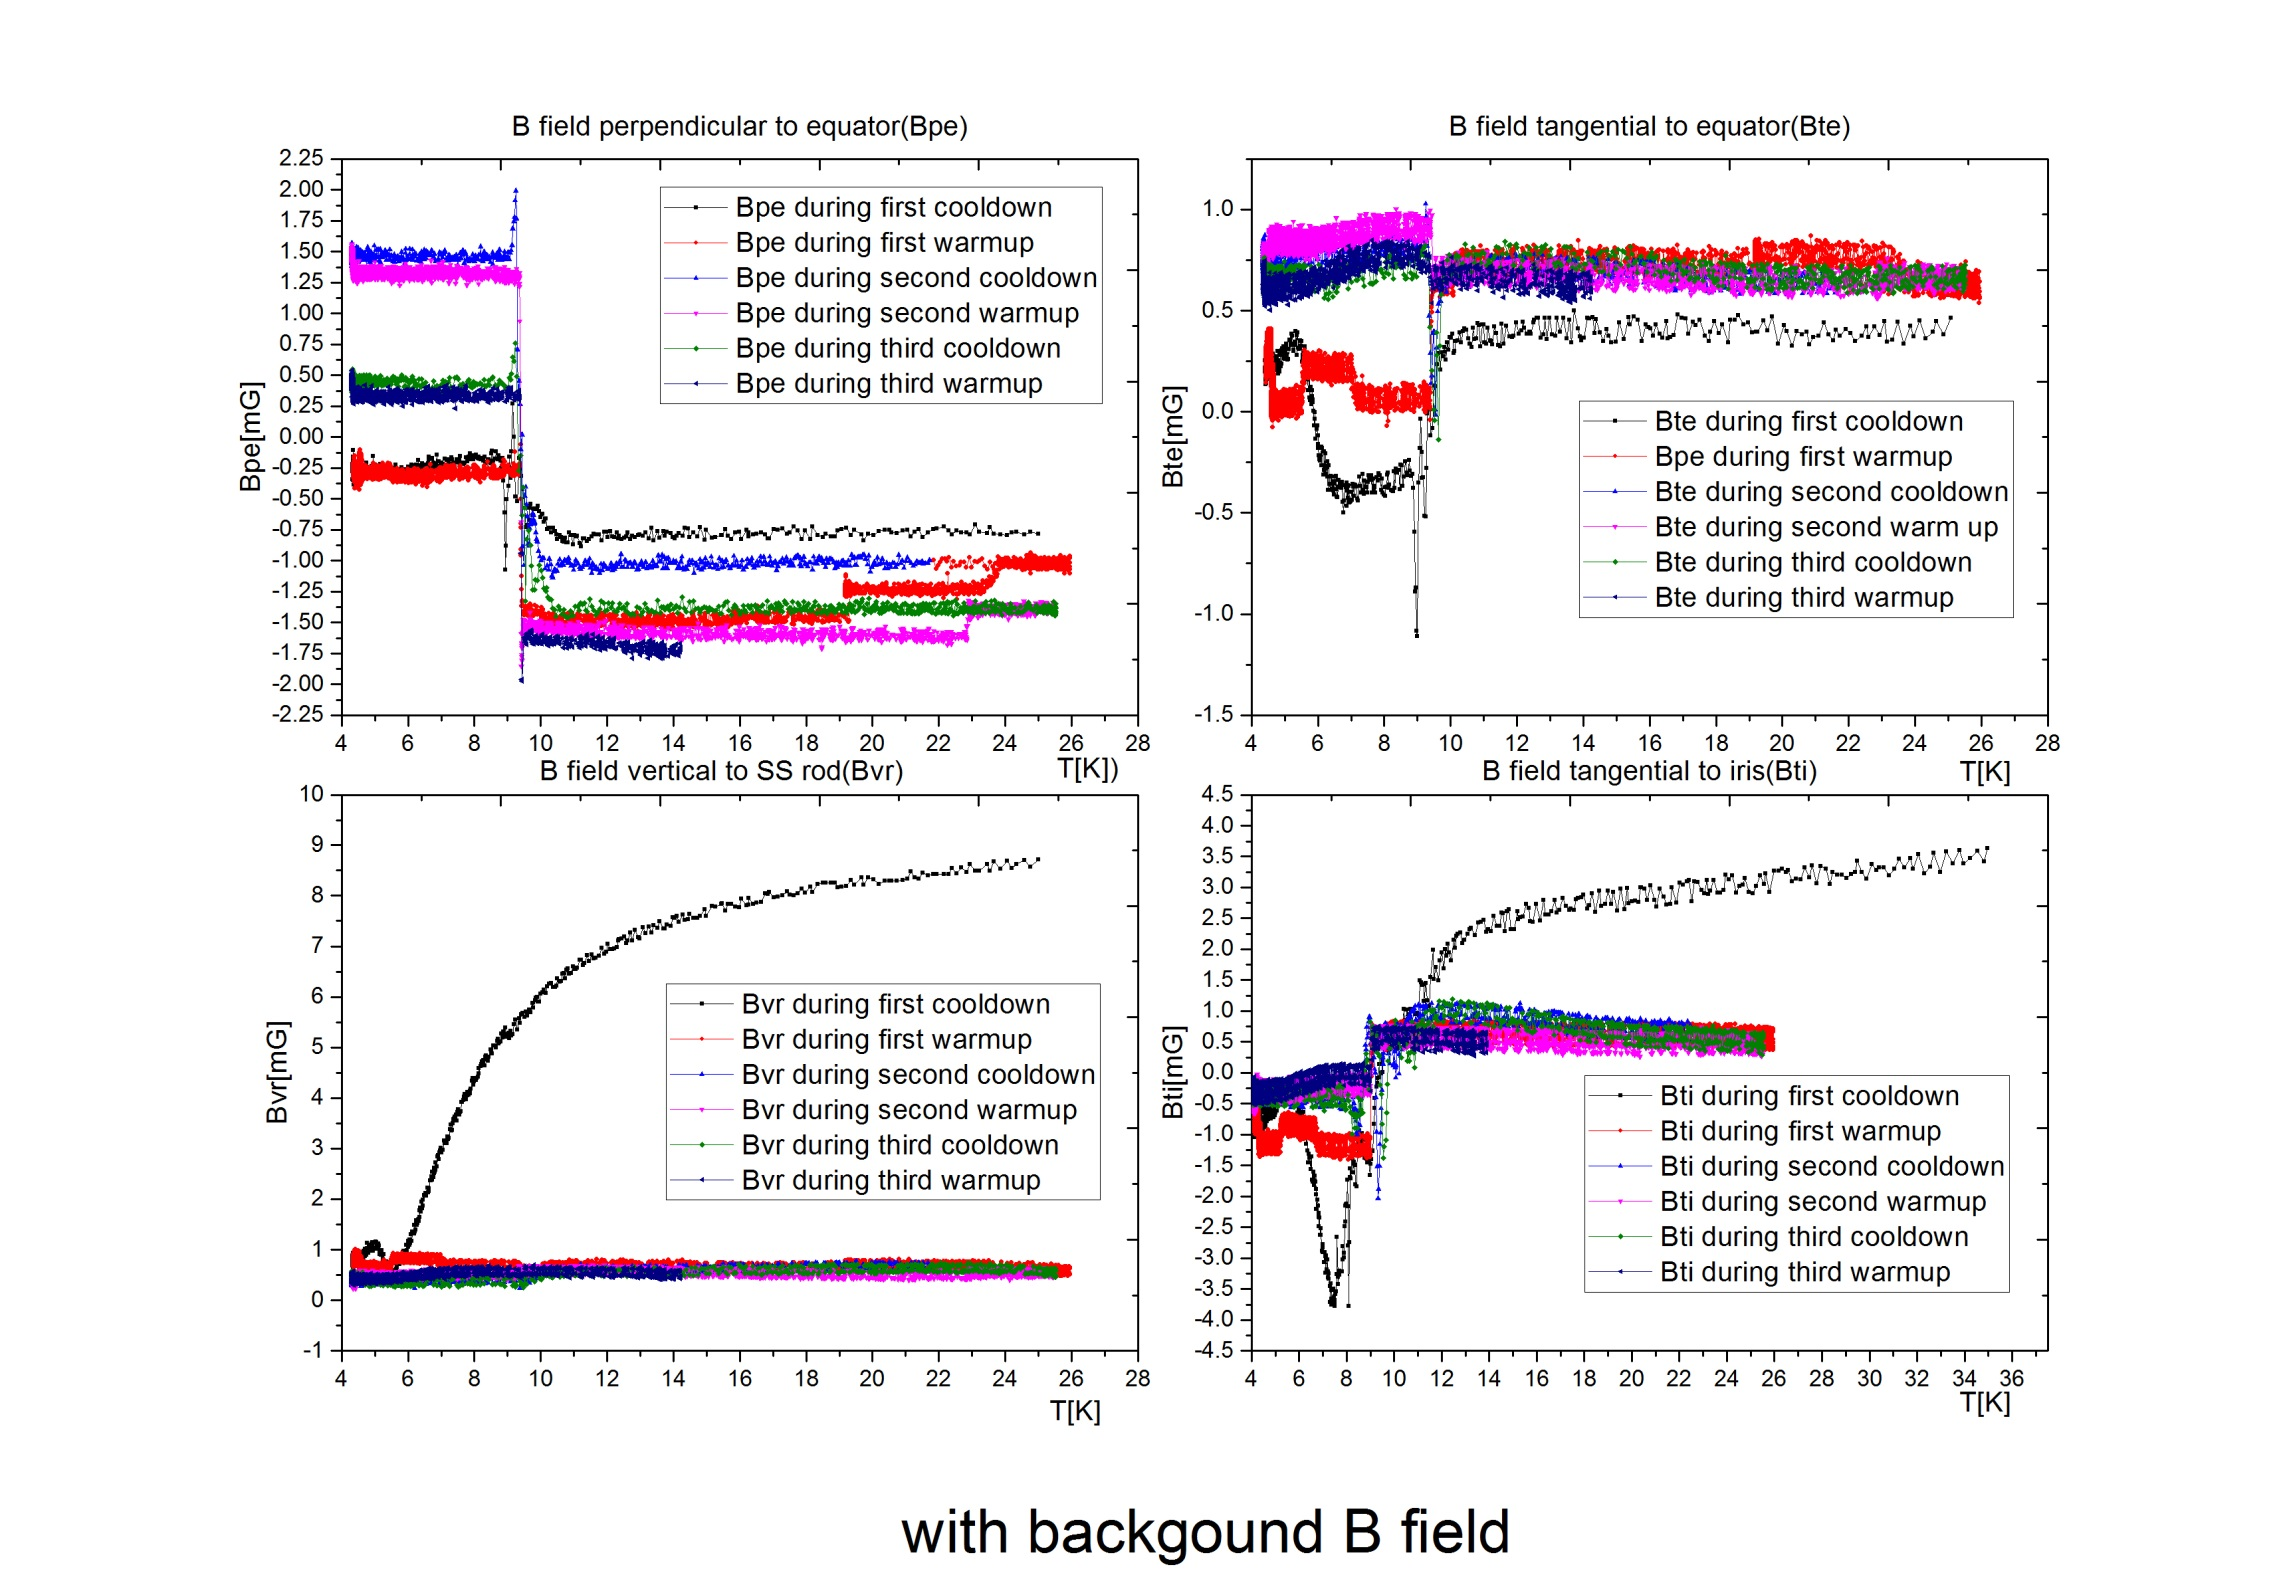 B field perpendicular to equator(Bpe)
2.25
2.00
1.75
1.50
1.25
1.00
0.75
0.50
0.25
0.00
-0.25
-0.50
-0.75
-1.00
-1.25
-1.50
-1.75
-2.00
-2.25
Bpe[mG]
Bpe during first cooldown
Bpe during first warmup
Bpe during second cooldown
Bpe during second warmup
Bpe during third cooldown
Bpe during third warmup
4 6 8 10 12 14 16 18 20 22 24 26 28
T[K])
B field tangential to equator(Bte)
1.0
0.5
0.0
-0.5
-1.0
-1.5
Bte[mG]
Bte during first cooldown
Bpe during first warmup
Bte during second cooldown
Bte during second warm up
Bte during third cooldown
Bte during third warmup
4 6 8 10 12 14 16 18 20 22 24 26 28
T[K]
B field vertical to SS rod(Bvr)
10
9
8
7
6
5
4
3
2
1
0
-1
Bvr[mG]
Bvr during first cooldown
Bvr during first warmup
Bvr during second cooldown
Bvr during second warmup
Bvr during third cooldown
Bvr during third warmup
4 6 8 10 12 14 16 18 20 22 24 26 28
T[K]
B field tangential to iris(Bti)
4.5
4.0
3.5
3.0
2.5
2.0
1.5
1.0
0.5
0.0
-0.5
-1.0
-1.5
-2.0
-2.5
-3.0
-3.5
-4.0
-4.5
Bti[mG]
Bti during first cooldown
Bti during first warmup
Bti during second cooldown
Bti during second warmup
Bti during third cooldown
Bti during third warmup
4 6 8 10 12 14 16 18 20 22 24 26 28 30 32 34 36
T[K]
with backgound B field